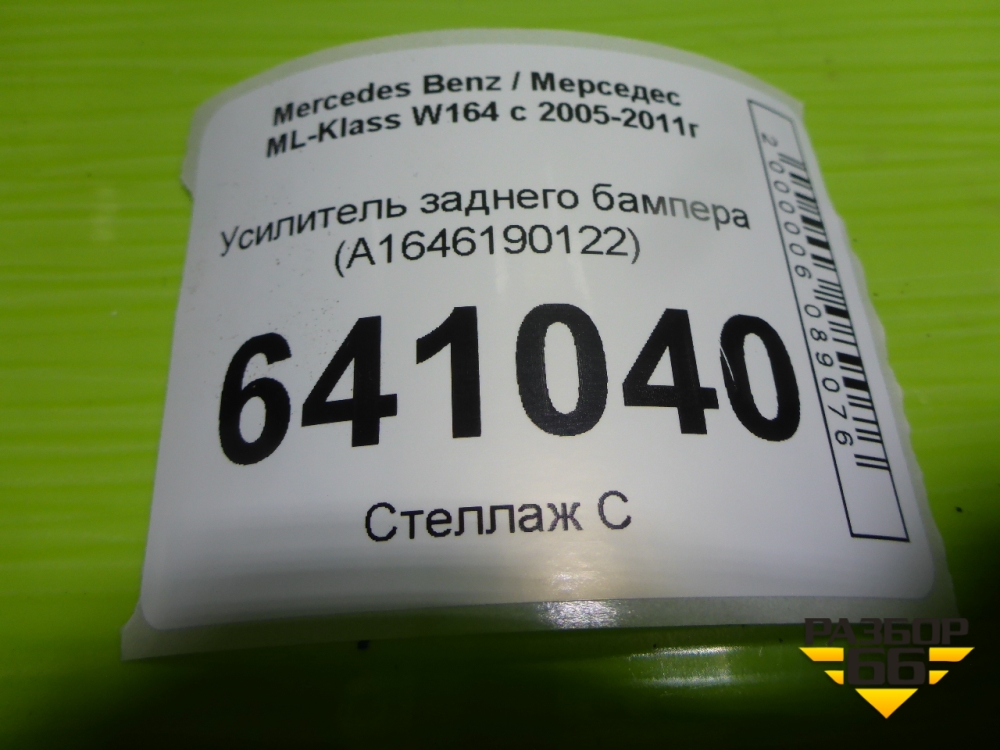 Mercedes Benz / Мерседес
ML-Klass W164 с 2005-2011г
Усилитель заднего бампера
(A1646190122)
641040
Стеллаж С
2000006089076
РАЗБОР
66